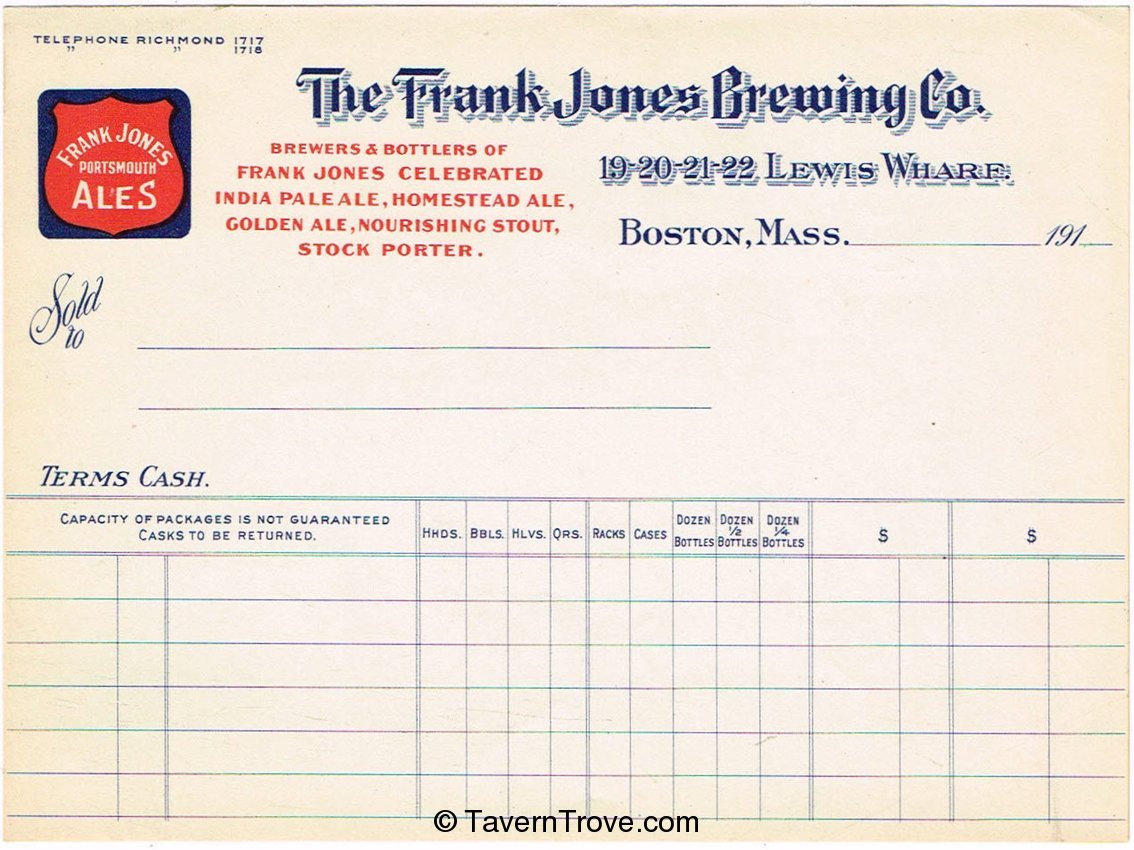 TELEPHONE RICHMOND 1717
" " 1718
The Frank Jones Brewing Co.
FRANK JONES
PORTSMOUTH
ALES
BREWERS & BOTTLERS OF
FRANK JONES CELEBRATED
INDIA PALE ALE, HOMESTEAD ALE,
GOLDEN ALE, NOURISHING STOUT,
STOCK PORTER.
19-20-21-22 LEWIS WHARF.
BOSTON, MASS. 191
Sold
to
TERMS CASH.
CAPACITY OF PACKAGES IS NOT GUARANTEED
CASKS TO BE RETURNED.
HHDS. BBLS. HLVS. QRS. RACKS CASES DOZEN BOTTLES DOZEN 1/2 BOTTLES DOZEN 1/4 BOTTLES $ $
© TavernTrove.com